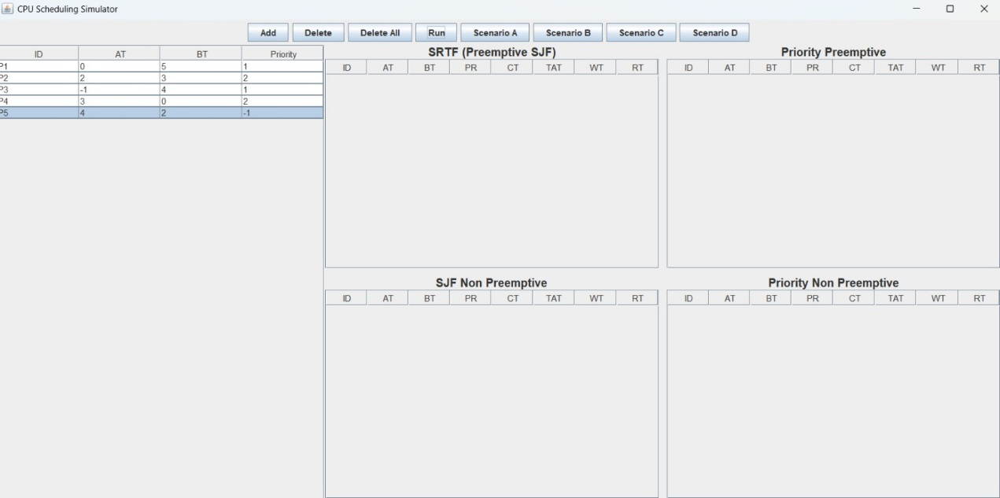 CPU Scheduling Simulator
Add Delete Delete All Run Scenario A Scenario B Scenario C Scenario D
ID AT BT Priority
P1 0 5 1
P2 2 3 2
P3 -1 4 1
P4 3 0 2
P5 4 2 -1
SRTF (Preemptive SJF)
ID AT BT PR CT TAT WT RT
Priority Preemptive
ID AT BT PR CT TAT WT RT
SJF Non Preemptive
ID AT BT PR CT TAT WT RT
Priority Non Preemptive
ID AT BT PR CT TAT WT RT